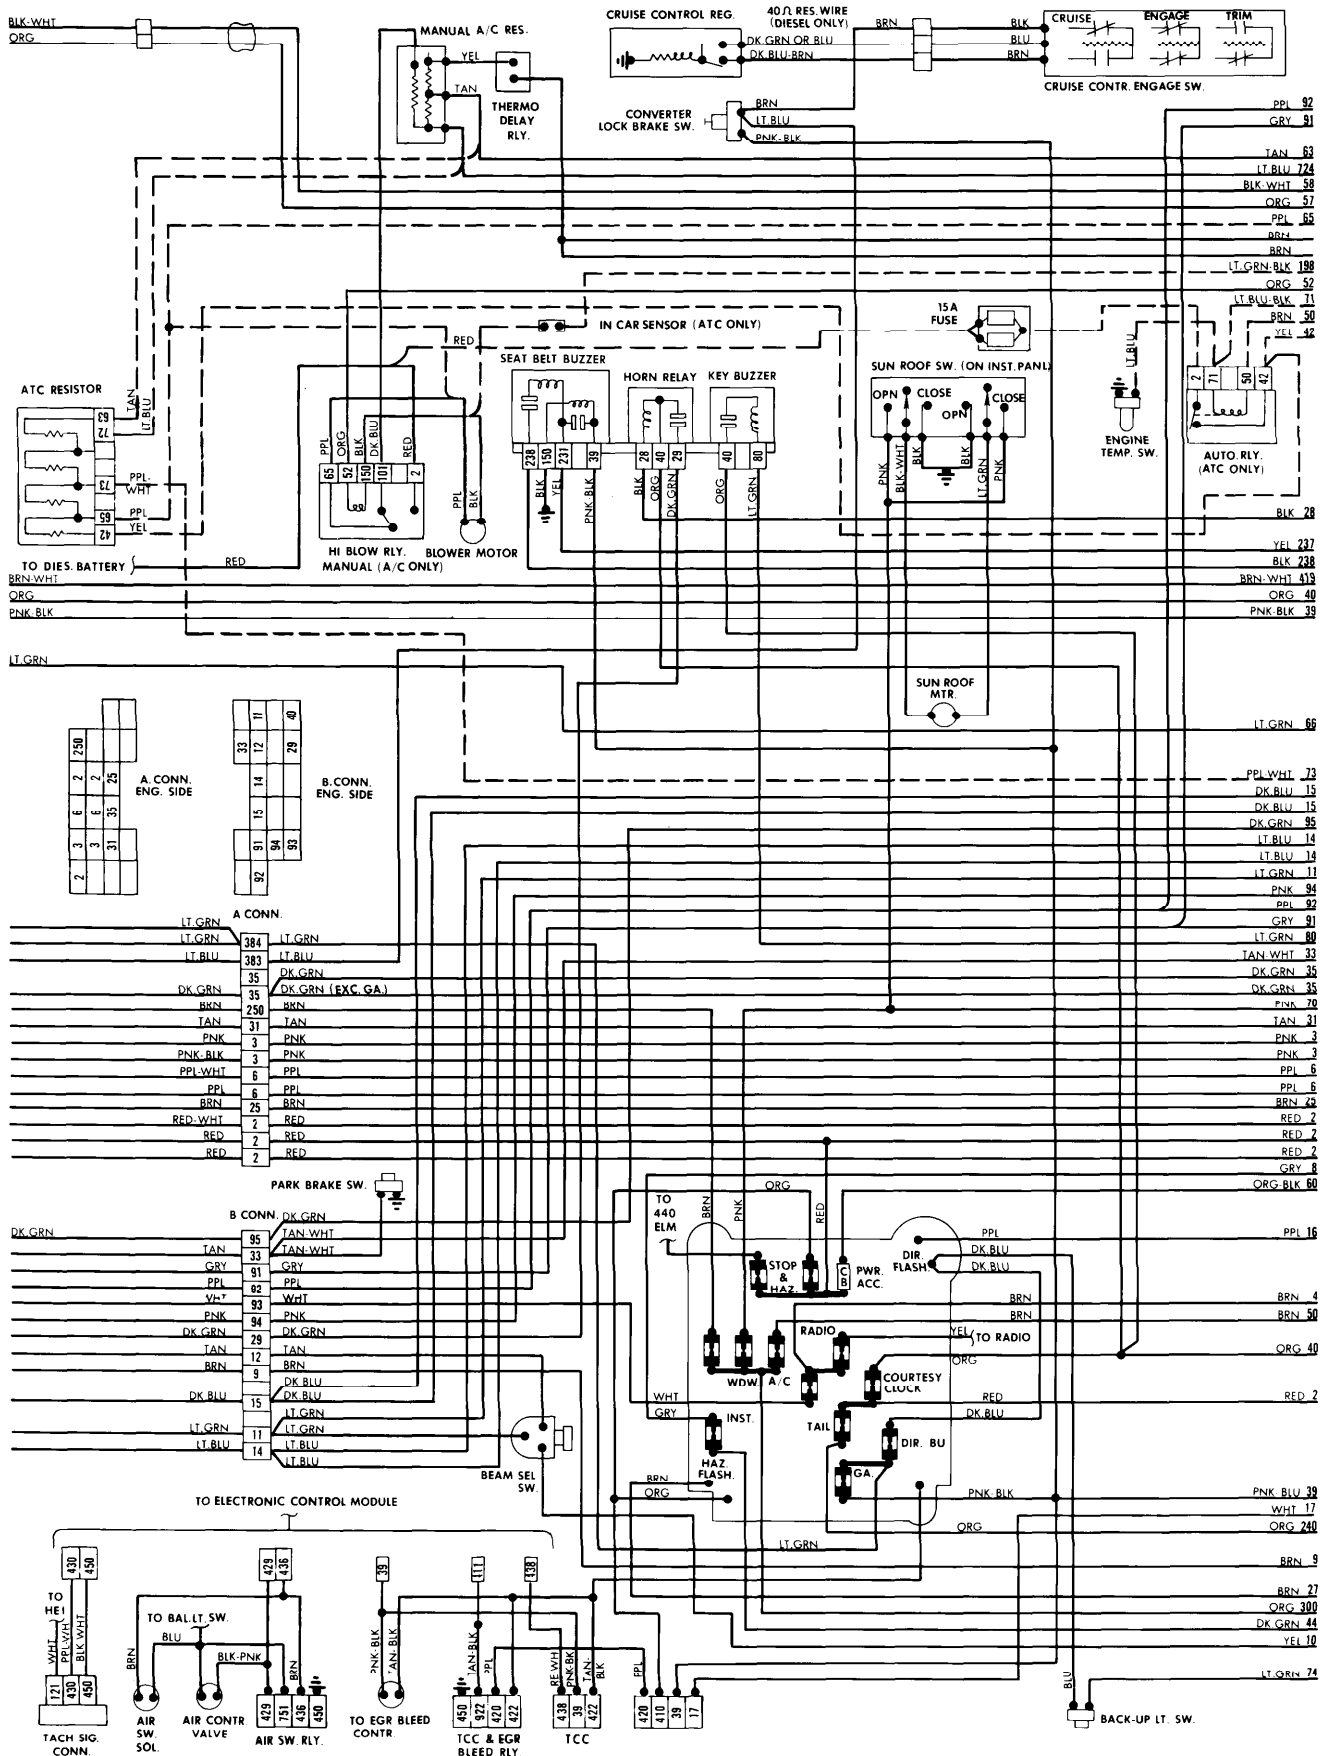 BLK-WHT
ORG
MANUAL A/C RES.
YEL
TAN
THERMO
DELAY
RLY.
CRUISE CONTROL REG.
40Ω RES. WIRE
(DIESEL ONLY)
DK.GRN OR BLU
DK.BLU-BRN
BRN
BLK
BLU
BRN
CRUISE
ENGAGE
TRIM
CRUISE CONTR. ENGAGE SW.
CONVERTER
LOCK BRAKE SW.
BRN
LT.BLU
PNK-BLK
PPL 92
GRY 91
TAN 63
LT.BLU 724
BLK-WHT 58
ORG 57
PPL 65
BRN
BRN
LT.GRN-BLK 198
ORG 52
LT.BLU-BLK 71
BRN 50
YEL 42
15A
FUSE
IN CAR SENSOR (ATC ONLY)
RED
SEAT BELT BUZZER
HORN RELAY
KEY BUZZER
SUN ROOF SW. (ON INST. PANL)
OPN
CLOSE
OPN
CLOSE
LT.BLU
ENGINE
TEMP. SW.
2
71
50
42
AUTO. RLY.
(ATC ONLY)
ATC RESISTOR
63
72
73
65
42
TAN
LT.BLU
PPL-
WHT
PPL
YEL
PPL
ORG
BLK
DK.BLU
RED
65
52
150
101
2
HI BLOW RLY.
MANUAL (A/C ONLY)
PPL
BLK
BLOWER MOTOR
238
150
231
39
28
40
29
40
80
BLK
YEL
PNK-BLK
BLK
ORG
DK.GRN
ORG
LT.GRN
PNK
BLK-WHT
BLK
BLK
LT.GRN
PNK
TO DIES. BATTERY
RED
BRN-WHT
ORG
PNK-BLK
BLK 28
YEL 237
BLK 238
BRN-WHT 419
ORG 40
PNK-BLK 39
LT.GRN
SUN ROOF
MTR.
LT.GRN 66
250
2
2
25
6
6
35
3
3
31
2
A. CONN.
ENG. SIDE
11
40
33
12
29
14
15
91
94
93
92
B. CONN.
ENG. SIDE
PPL-WHT 73
DK.BLU 15
DK.BLU 15
DK.GRN 95
LT.BLU 14
LT.BLU 14
LT.GRN 11
PNK 94
PPL 92
GRY 91
LT.GRN 80
TAN-WHT 33
DK.GRN 35
DK.GRN 35
PNK 70
TAN 31
PNK 3
PNK 3
PPL 6
PPL 6
BRN 25
RED 2
RED 2
RED 2
GRY 8
ORG-BLK 60
A CONN.
LT.GRN
LT.GRN 384 LT.GRN
LT.BLU 383 LT.BLU
35 DK.GRN
DK.GRN 35 DK.GRN (EXC. GA.)
BRN 250 BRN
TAN 31 TAN
PNK 3 PNK
PNK-BLK 3 PNK
PPL-WHT 6 PPL
PPL 6 PPL
BRN 25 BRN
RED-WHT 2 RED
RED 2 RED
RED 2 RED
PARK BRAKE SW.
B CONN.
DK.GRN
DK.GRN 95 TAN-WHT
TAN 33 TAN-WHT
GRY 91 GRY
PPL 92 PPL
WHT 93 WHT
PNK 94 PNK
DK.GRN 29 DK.GRN
TAN 12 TAN
BRN 9 BRN
DK BLU
DK BLU 15 DK.BLU
LT.GRN
LT.GRN 11 LT.GRN
LT.BLU 14 LT.BLU
LT.BLU
BEAM SEL
SW.
ORG
TO
440
ELM
BRN
PNK
RED
STOP
&
HAZ.
C
B
PWR.
ACC.
DIR.
FLASH.
PPL
DK.BLU
DK.BLU
PPL 16
BRN
BRN
BRN 4
BRN 50
RADIO
YEL
TO RADIO
ORG
ORG 40
WDW.
A/C
COURTESY
CLOCK
WHT
GRY
RED
RED 2
DK.BLU
INST.
TAIL
DIR. BU
HAZ.
FLASH.
GA.
BRN
ORG
PNK-BLK
PNK-BLU 39
WHT 17
ORG
ORG 240
LT.GRN
BRN 9
BRN 27
ORG 300
DK GRN 44
YEL 10
LT.GRN 74
BLU
BACK-UP LT. SW.
TO ELECTRONIC CONTROL MODULE
430
450
429
436
39
411
438
TO
HEI
WHT
PPL-WH
BLK WHT
121
430
450
TACH SIG.
CONN.
BRN
TO BAL.LT. SW.
BLU
BLK-PNK
BRN
AIR
SW.
SOL.
AIR CONTR.
VALVE
429
751
436
450
AIR SW. RLY.
PNK-BLK
TAN-BLK
TO EGR BLEED
CONTR.
TAN-BLK
PPL
450
922
420
422
TCC & EGR
BLEED RLY.
RE WH
PNK-BK
TAN-
BLK
438
39
422
TCC
PPL
420
410
39
17